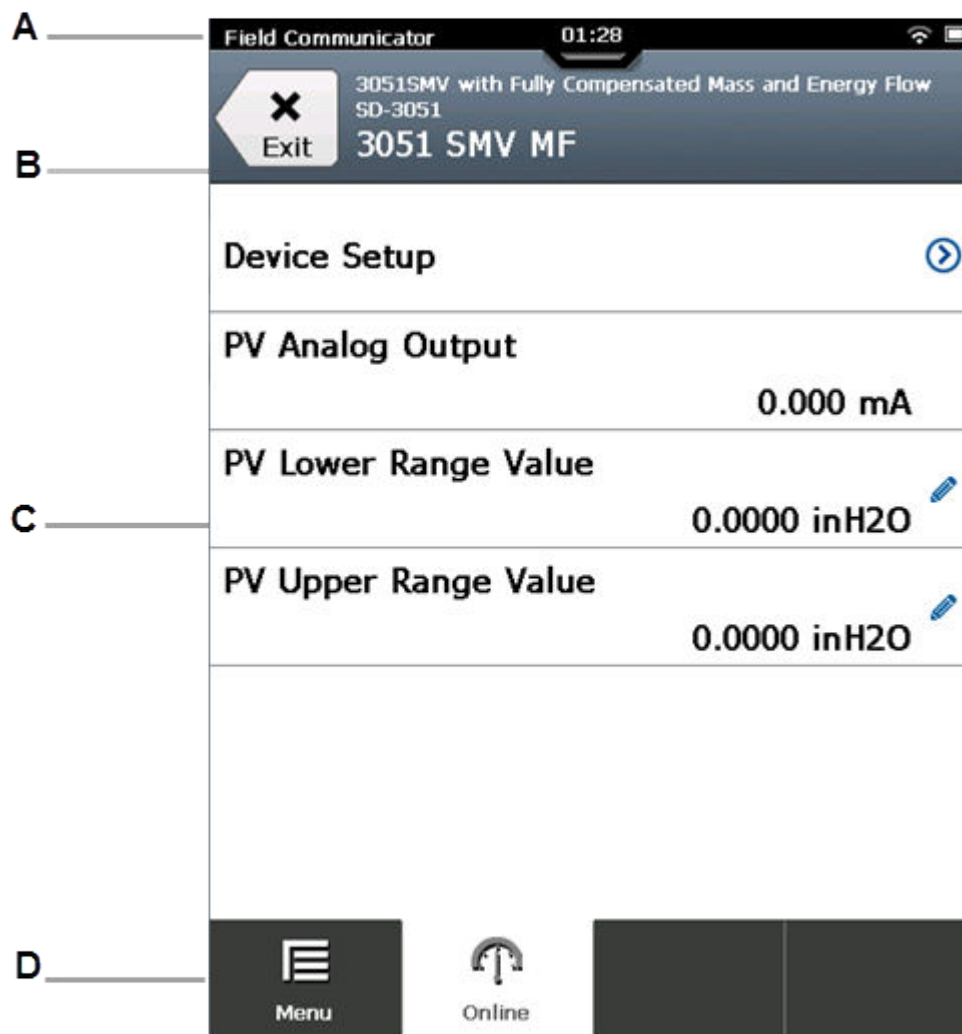 A
Field Communicator 01:28
3051SMV with Fully Compensated Mass and Energy Flow
SD-3051
Exit
3051 SMV MF
B
Device Setup
PV Analog Output
0.000 mA
PV Lower Range Value
C
0.0000 inH2O
PV Upper Range Value
0.0000 inH2O
D
Menu Online